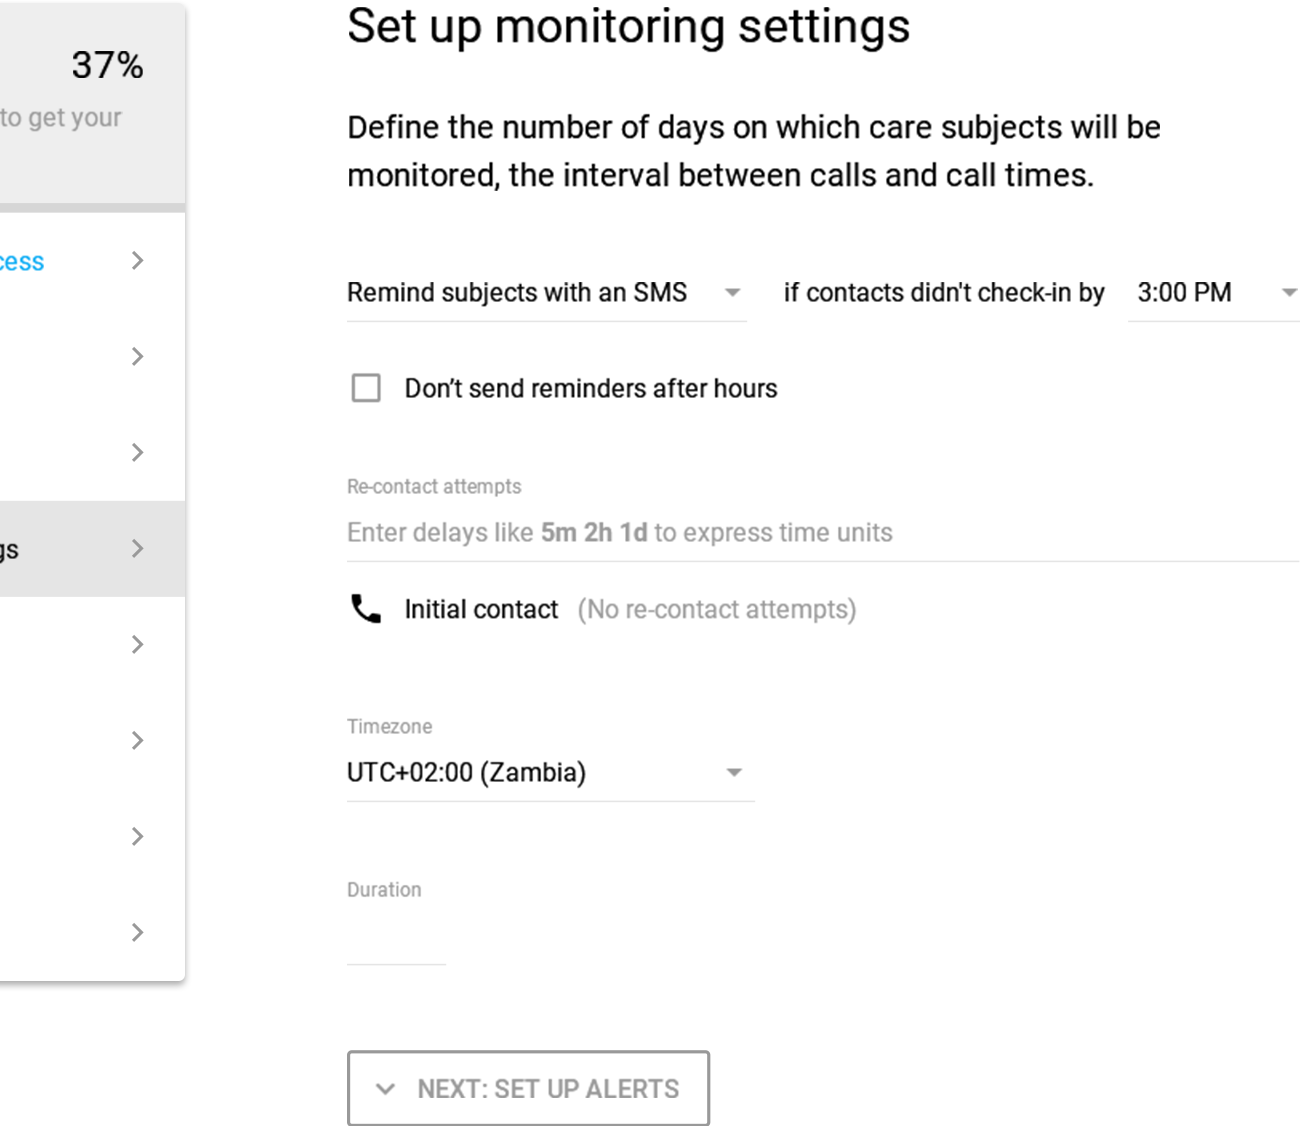 37%
to get your
cess
gs
Set up monitoring settings
Define the number of days on which care subjects will be
monitored, the interval between calls and call times.
Remind subjects with an SMS if contacts didn't check-in by 3:00 PM
Don’t send reminders after hours
Re-contact attempts
Enter delays like 5m 2h 1d to express time units
Initial contact (No re-contact attempts)
Timezone
UTC+02:00 (Zambia)
Duration
NEXT: SET UP ALERTS